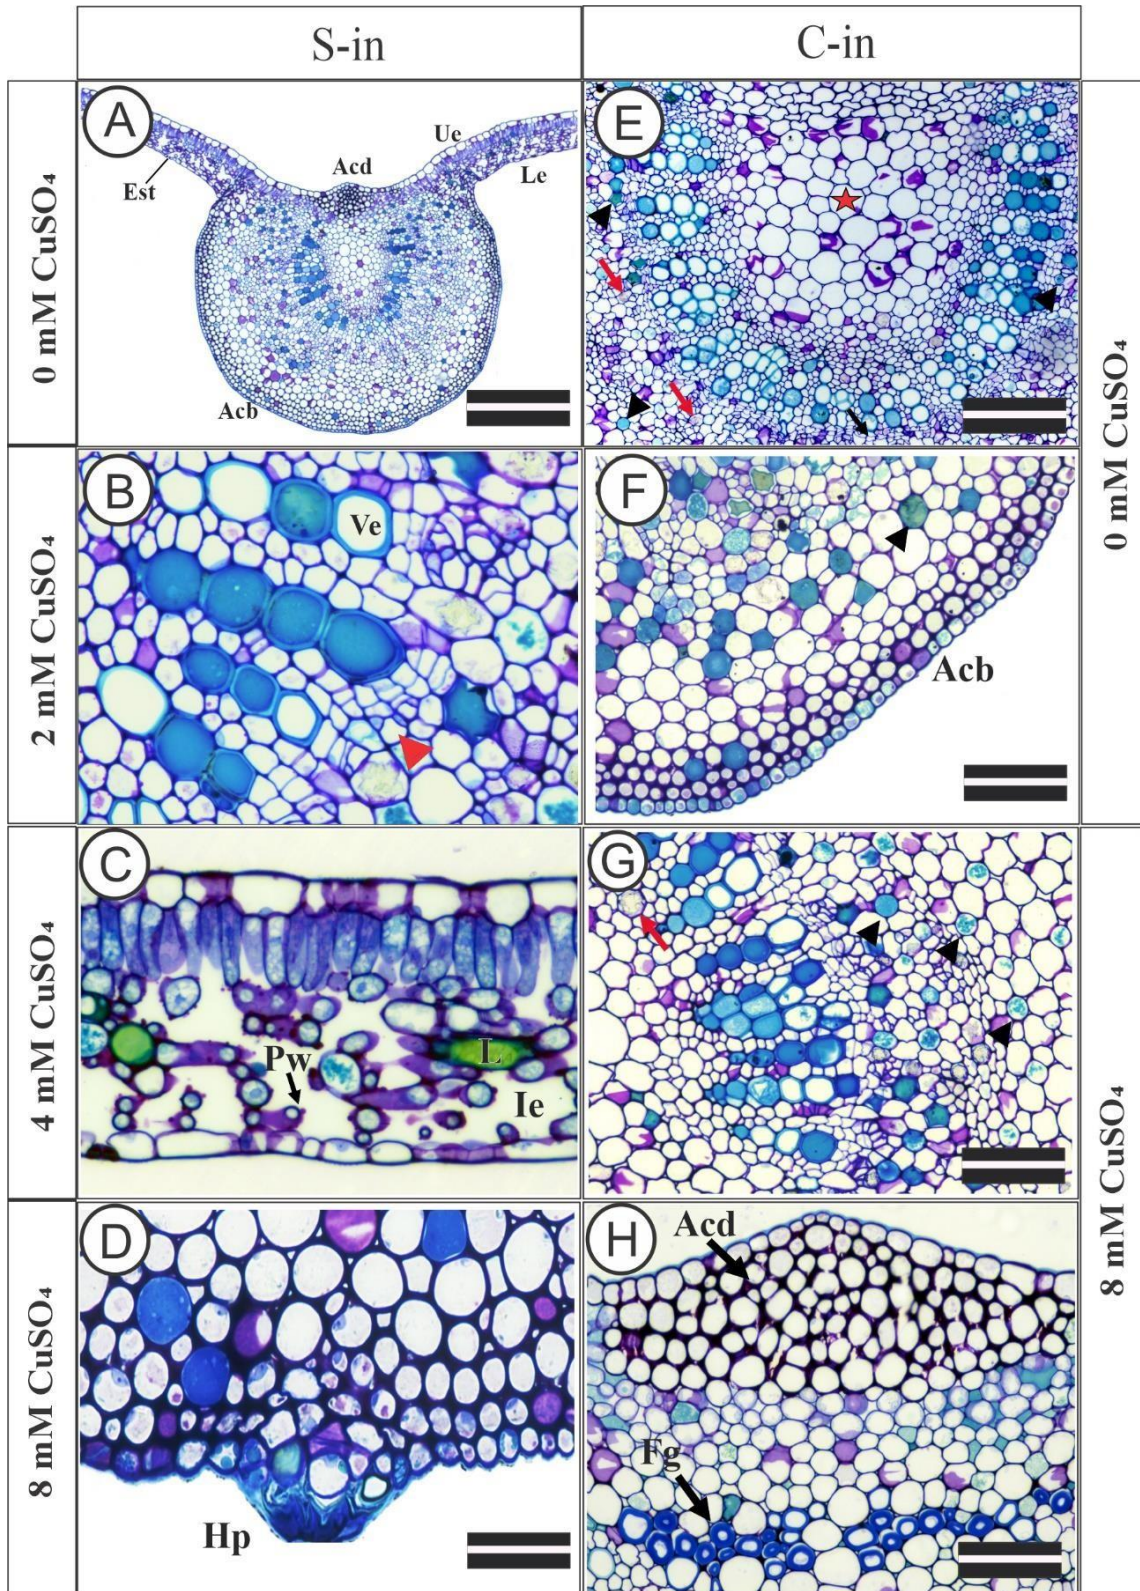 S-in
C-in
0 mM CuSO₄
A
Est
Acd
Ue
Le
Acb
E
0 mM CuSO₄
2 mM CuSO₄
B
Ve
F
Acb
4 mM CuSO₄
C
Pw
L
Ie
G
8 mM CuSO₄
8 mM CuSO₄
D
Hp
H
Acd
Fg